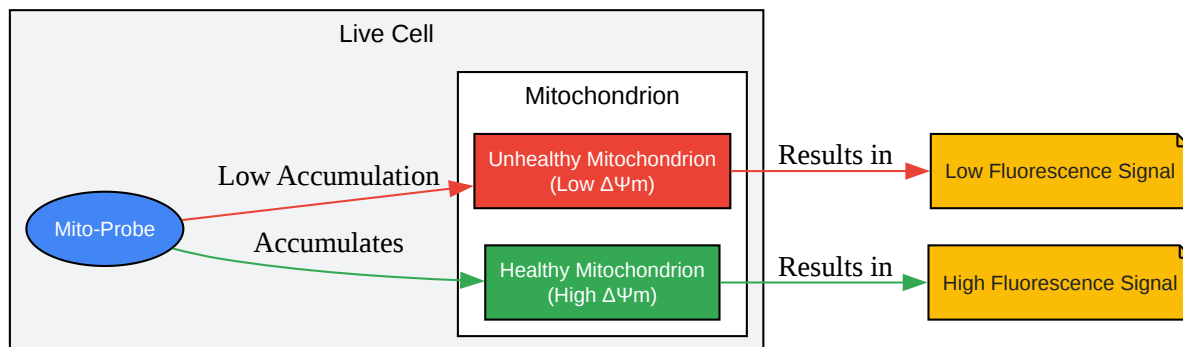 Live Cell
Mitochondrion
Mito-Probe
Low Accumulation
Unhealthy Mitochondrion
(Low ΔΨm)
Results in
Low Fluorescence Signal
Accumulates
Healthy Mitochondrion
(High ΔΨm)
Results in
High Fluorescence Signal